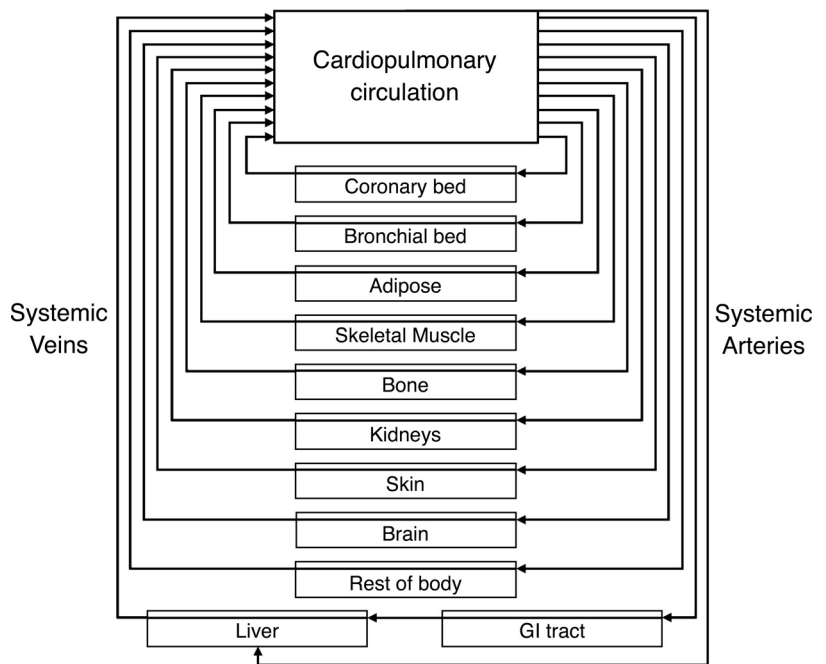 Cardiopulmonary
circulation
Coronary bed
Bronchial bed
Adipose
Systemic
Veins
Systemic
Arteries
Skeletal Muscle
Bone
Kidneys
Skin
Brain
Rest of body
Liver
GI tract